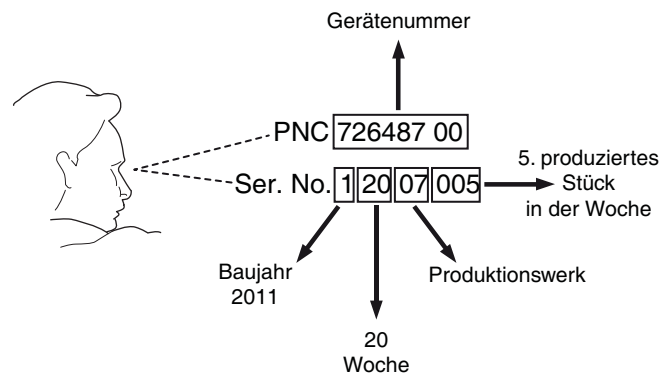 Gerätenummer
PNC 726487 00
Ser. No. 1 20 07 005
5. produziertes
Stück
in der Woche
Baujahr
2011
Produktionswerk
20
Woche